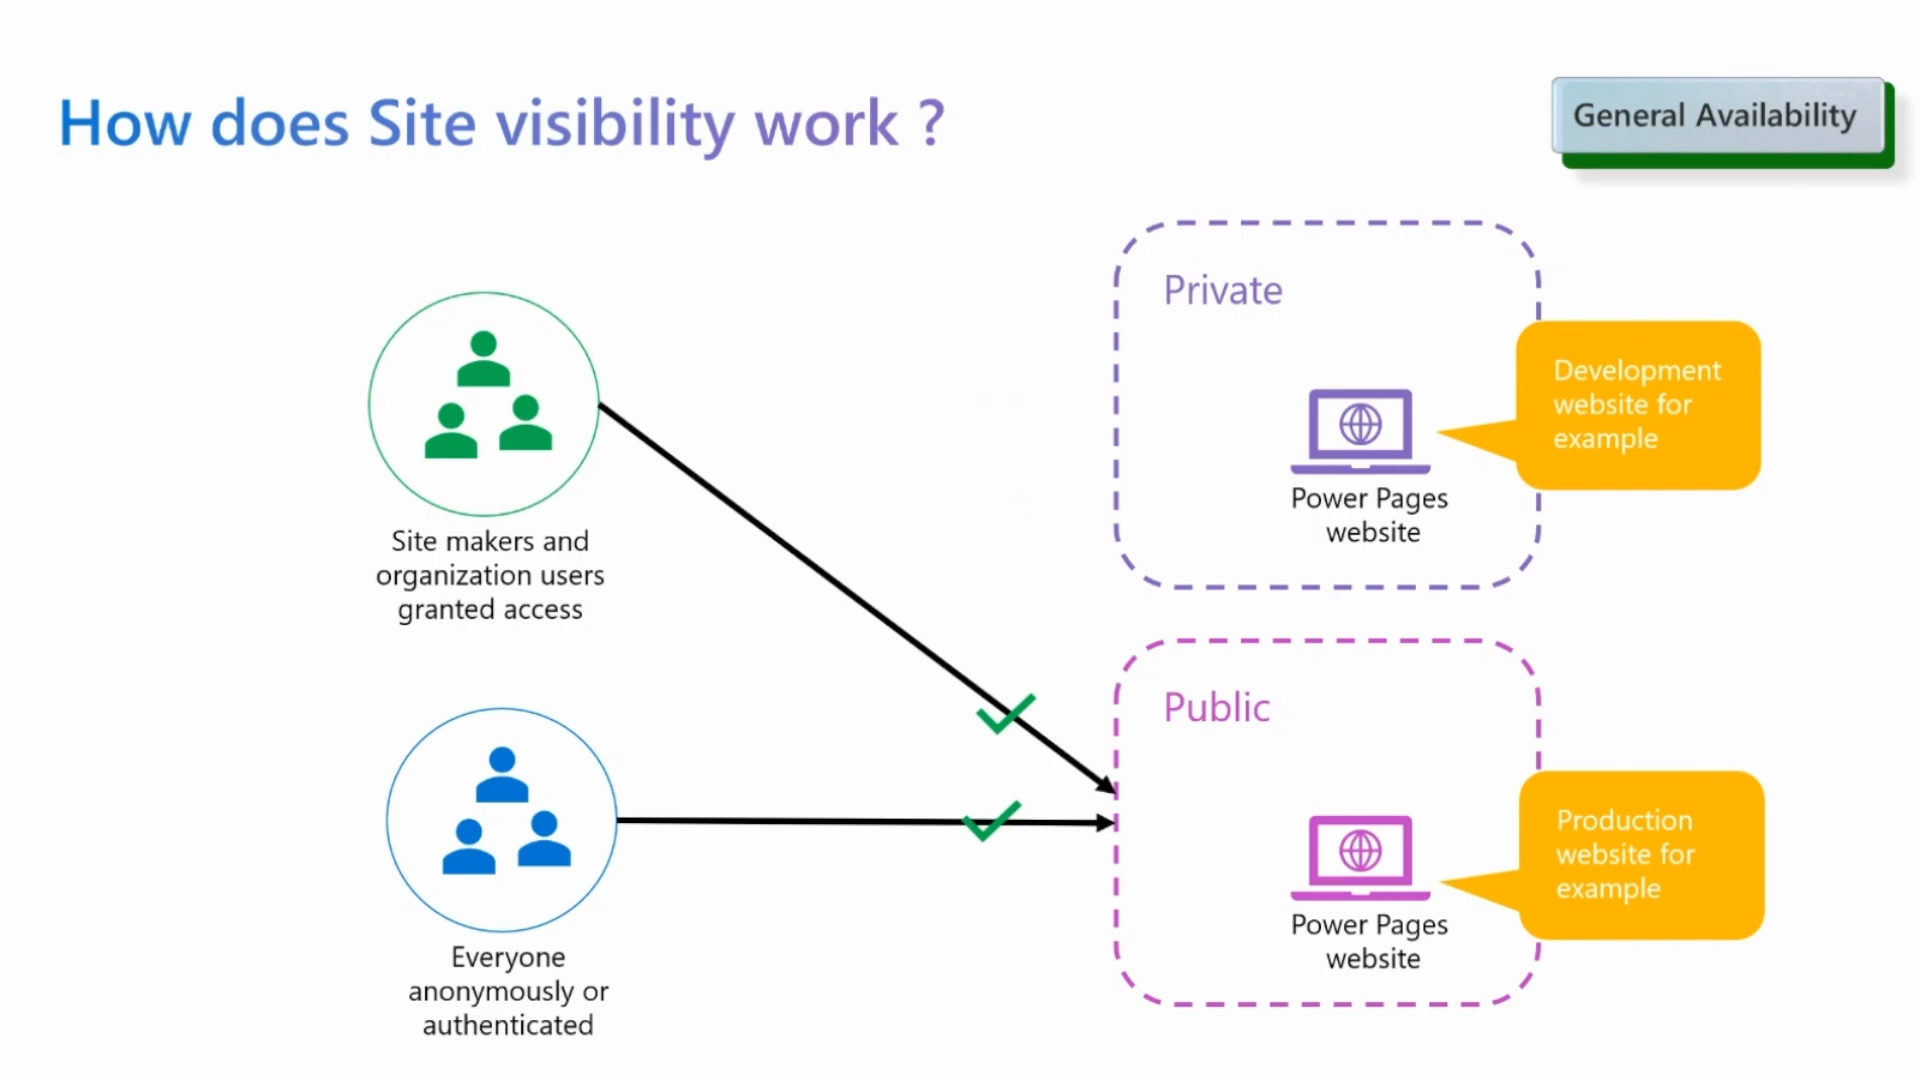 How does Site visibility work ?
General Availability
Private
Development
website for
example
Power Pages
website
Site makers and
organization users
granted access
Public
Production
website for
example
Power Pages
website
Everyone
anonymously or
authenticated